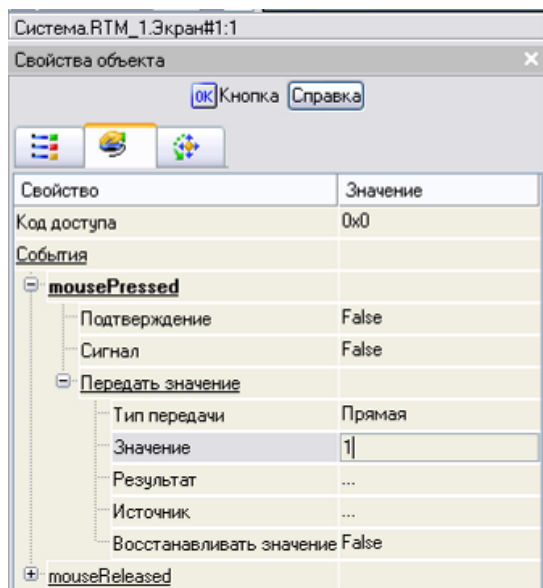 Система.RTM_1.Экран#1:1
Свойства объекта
ОК Кнопка Справка
Свойство Значение
Код доступа 0x0
События
mousePressed
Подтверждение False
Сигнал False
Передать значение
Тип передачи Прямая
Значение 1
Результат ...
Источник ...
Восстанавливать значение False
mouseReleased